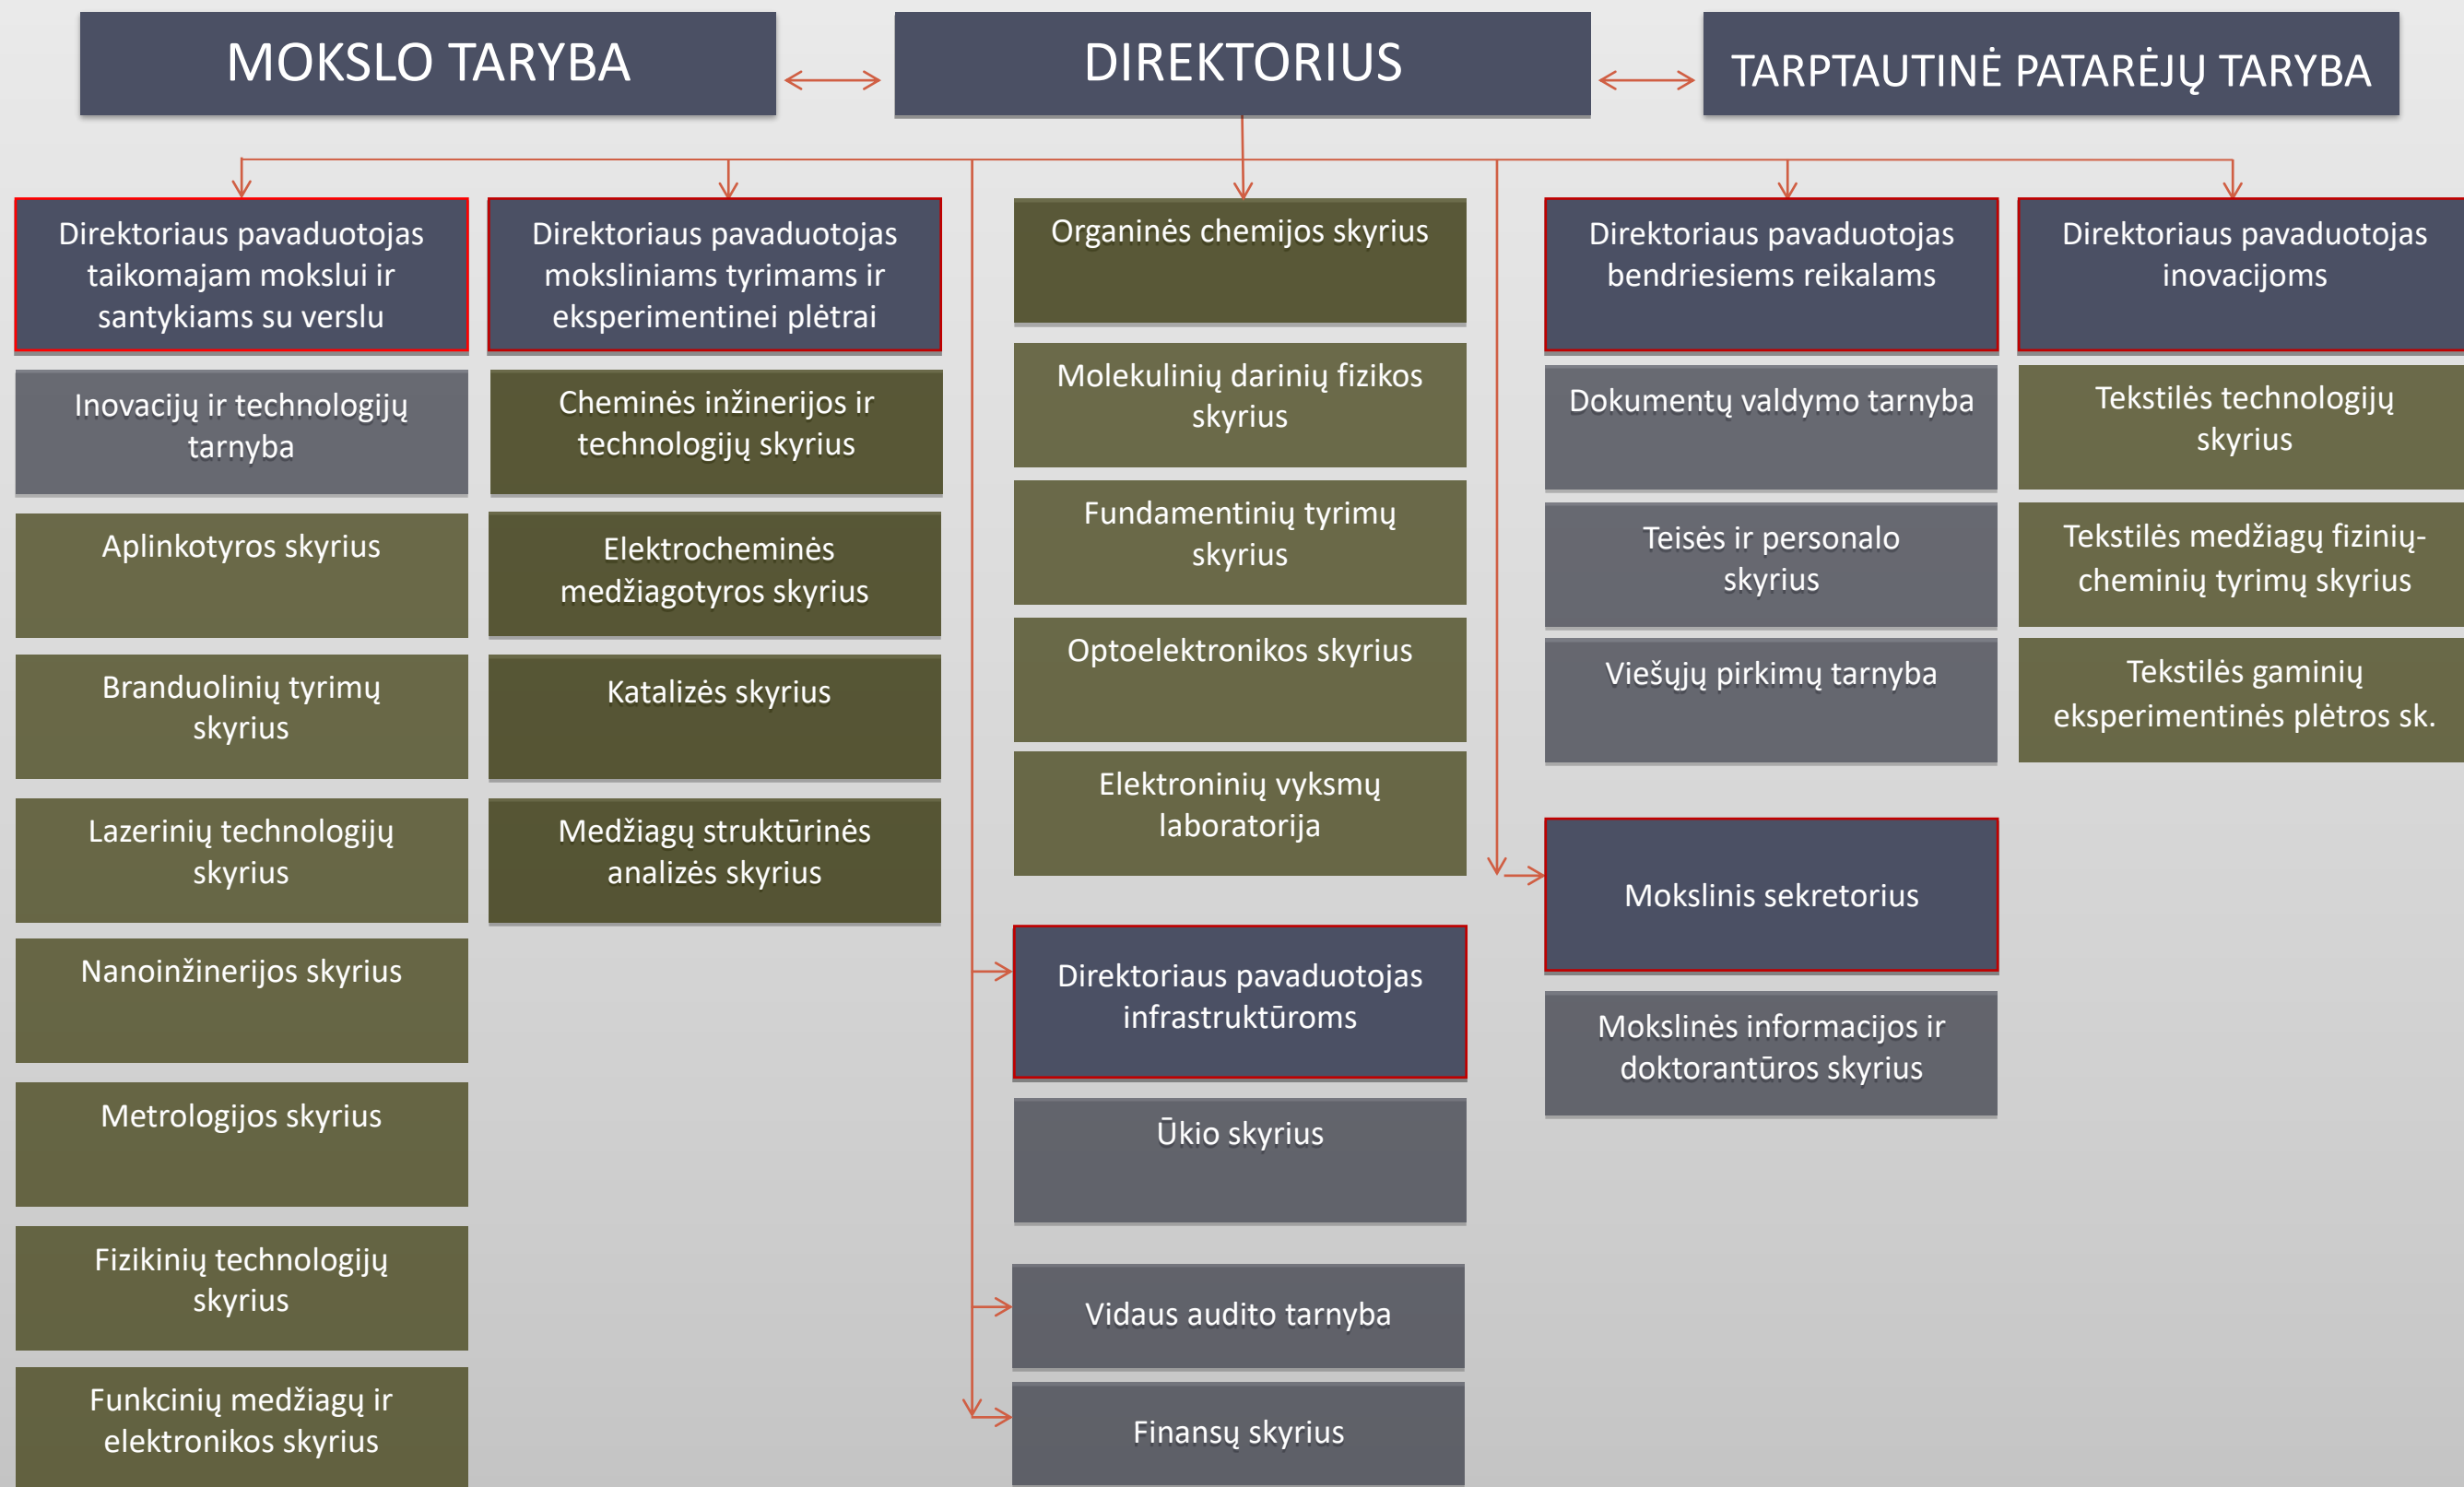 MOKSLO TARYBA
DIREKTORIUS
TARPTAUTINĖ PATARĖJŲ TARYBA
Direktoriaus pavaduotojas
taikomajam mokslui ir
santykiams su verslu
Inovacijų ir technologijų
tarnyba
Aplinkotyros skyrius
Branduolinių tyrimų
skyrius
Lazerinių technologijų
skyrius
Nanoinžinerijos skyrius
Metrologijos skyrius
Fizikinių technologijų
skyrius
Funkcinių medžiagų ir
elektronikos skyrius
Direktoriaus pavaduotojas
moksliniams tyrimams ir
eksperimentinei plėtrai
Cheminės inžinerijos ir
technologijų skyrius
Elektrocheminės
medžiagotyros skyrius
Katalizės skyrius
Medžiagų struktūrinės
analizės skyrius
Organinės chemijos skyrius
Molekulinių darinių fizikos
skyrius
Fundamentinių tyrimų
skyrius
Optoelektronikos skyrius
Elektroninių vyksmų
laboratorija
Direktoriaus pavaduotojas
infrastruktūroms
Ūkio skyrius
Vidaus audito tarnyba
Finansų skyrius
Direktoriaus pavaduotojas
bendriesiems reikalams
Dokumentų valdymo tarnyba
Teisės ir personalo
skyrius
Viešųjų pirkimų tarnyba
Mokslinis sekretorius
Mokslinės informacijos ir
doktorantūros skyrius
Direktoriaus pavaduotojas
inovacijoms
Tekstilės technologijų
skyrius
Tekstilės medžiagų fizinių-
cheminių tyrimų skyrius
Tekstilės gaminių
eksperimentinės plėtros sk.